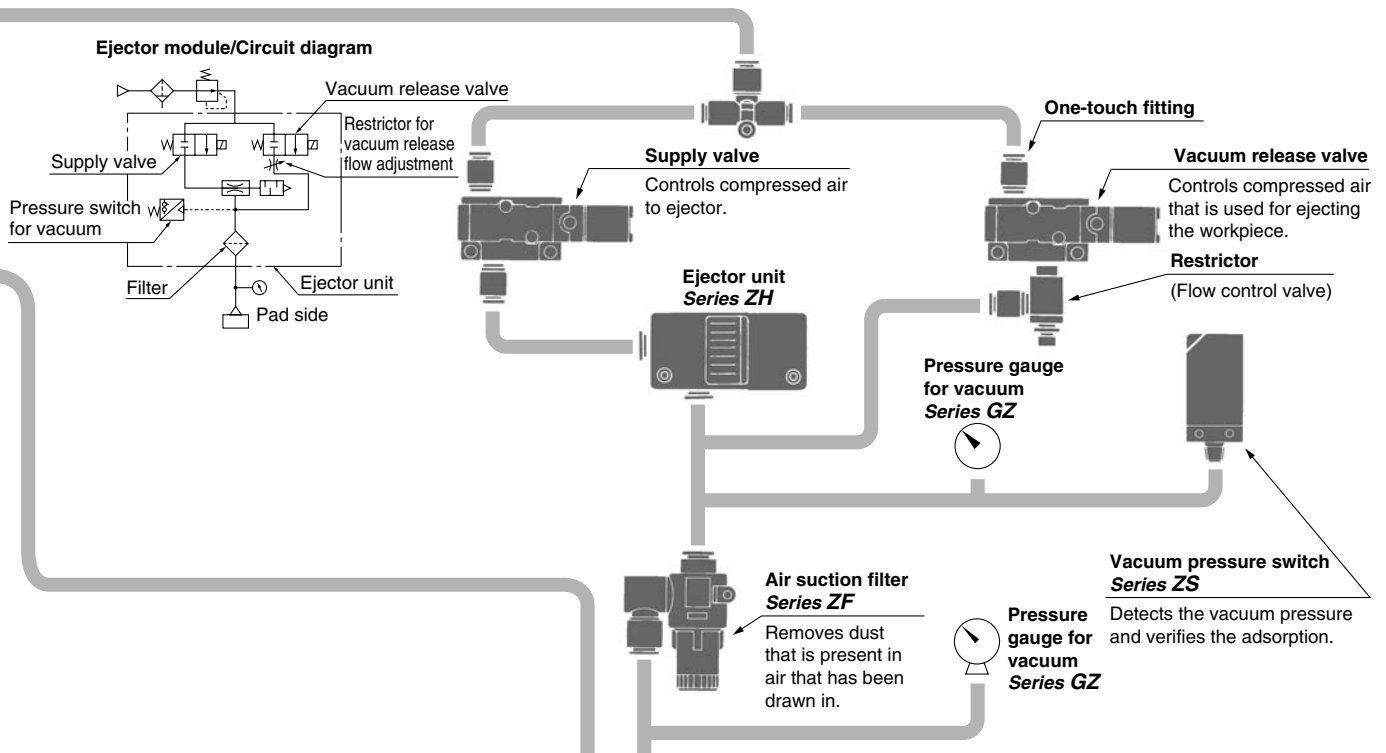 Ejector module/Circuit diagram
Vacuum release valve
Restrictor for
vacuum release
flow adjustment
Supply valve
Pressure switch
for vacuum
Filter
Ejector unit
Pad side
One-touch fitting
Supply valve
Controls compressed air
to ejector.
Vacuum release valve
Controls compressed air
that is used for ejecting
the workpiece.
Restrictor
(Flow control valve)
Ejector unit
Series ZH
Pressure gauge
for vacuum
Series GZ
Air suction filter
Series ZF
Removes dust
that is present in
air that has been
drawn in.
Pressure
gauge for
vacuum
Series GZ
Vacuum pressure switch
Series ZS
Detects the vacuum pressure
and verifies the adsorption.